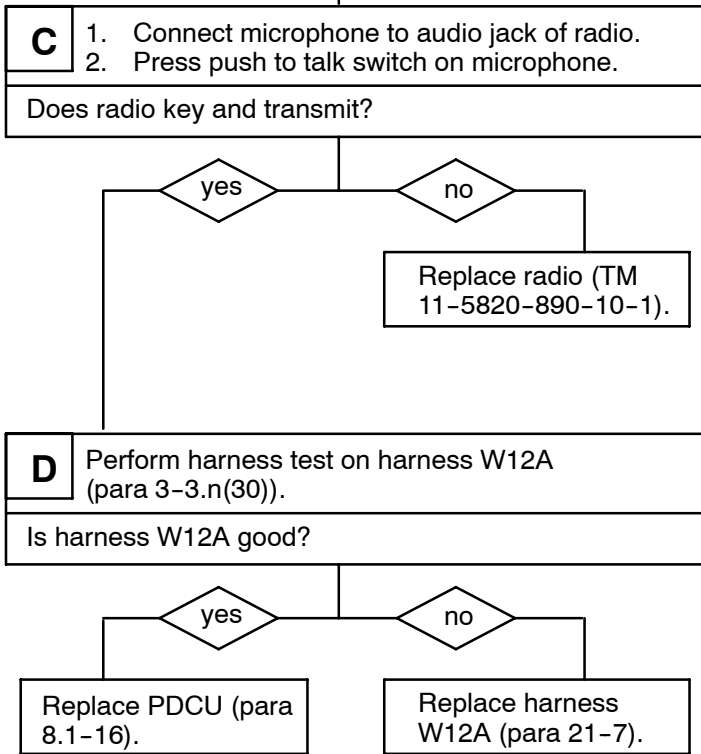 C
1. Connect microphone to audio jack of radio.
2. Press push to talk switch on microphone.
Does radio key and transmit?
yes
no
Replace radio (TM
11-5820-890-10-1).
D
Perform harness test on harness W12A
(para 3-3.n(30)).
Is harness W12A good?
yes
no
Replace PDCU (para
8.1-16).
Replace harness
W12A (para 21-7).